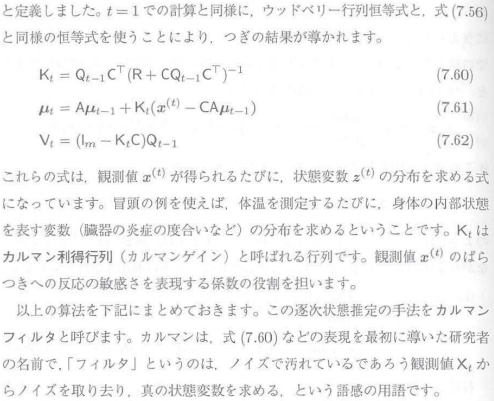 と定義しました。t = 1 での計算と同様に，ウッドベリー行列恒等式と，式 (7.56)
と同様の恒等式を使うことにより，つぎの結果が導かれます。
K_t = Q_{t−1}C^⊤(R + CQ_{t−1}C^⊤)^{−1} (7.60)
μ_t = Aμ_{t−1} + K_t(x^{(t)} − CAμ_{t−1}) (7.61)
V_t = (I_m − K_tC)Q_{t−1} (7.62)
これらの式は，観測値 x^{(t)} が得られるたびに，状態変数 z^{(t)} の分布を求める式
になっています。冒頭の例を使えば，体温を測定するたびに，身体の内部状態
を表す変数（臓器の炎症の度合いなど）の分布を求めるということです。K_t は
カルマン利得行列（カルマンゲイン）と呼ばれる行列です。観測値 x^{(t)} のばら
つきへの反応の敏感さを表現する係数の役割を担います。
以上の算法を下記にまとめておきます。この逐次状態推定の手法をカルマン
フィルタと呼びます。カルマンは，式 (7.60) などの表現を最初に導いた研究者
の名前で，「フィルタ」というのは，ノイズで汚れているであろう観測値 X_t か
らノイズを取り去り，真の状態変数を求める，という語感の用語です。